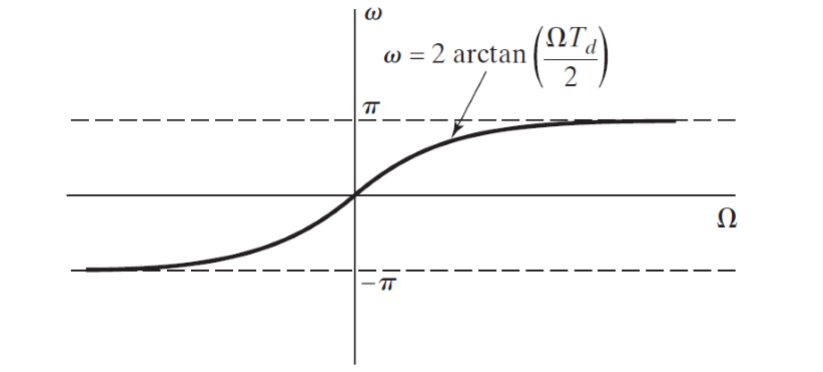 ω
ω = 2 arctan (ΩT_d / 2)
π
Ω
−π